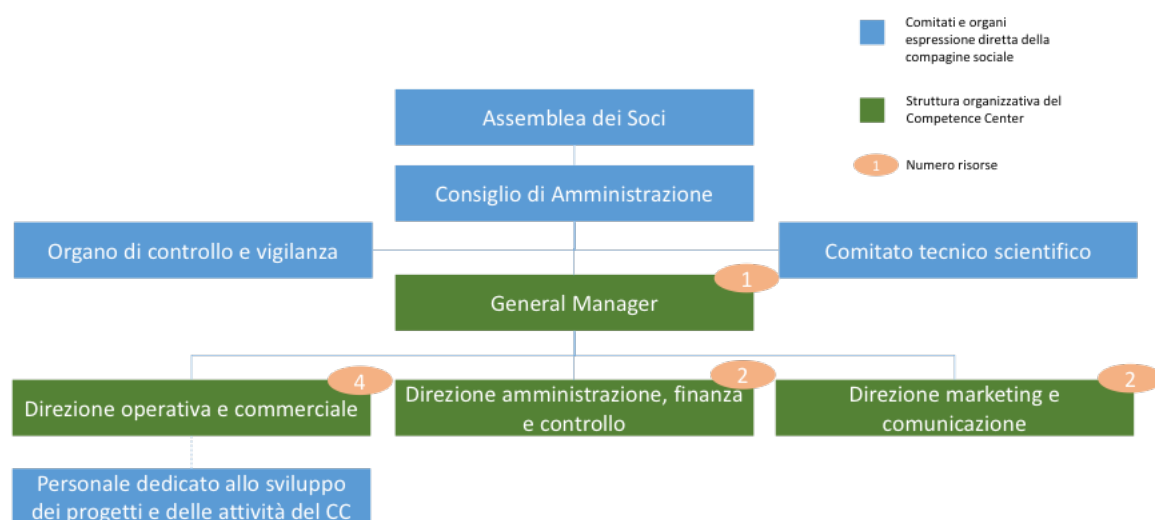 Comitati e organi
espressione diretta della
compagine sociale
Struttura organizzativa del
Competence Center
1
Numero risorse
Assemblea dei Soci
Consiglio di Amministrazione
Organo di controllo e vigilanza
Comitato tecnico scientifico
1
General Manager
4
Direzione operativa e commerciale
2
Direzione amministrazione, finanza
e controllo
2
Direzione marketing e
comunicazione
Personale dedicato allo sviluppo
dei progetti e delle attività del CC